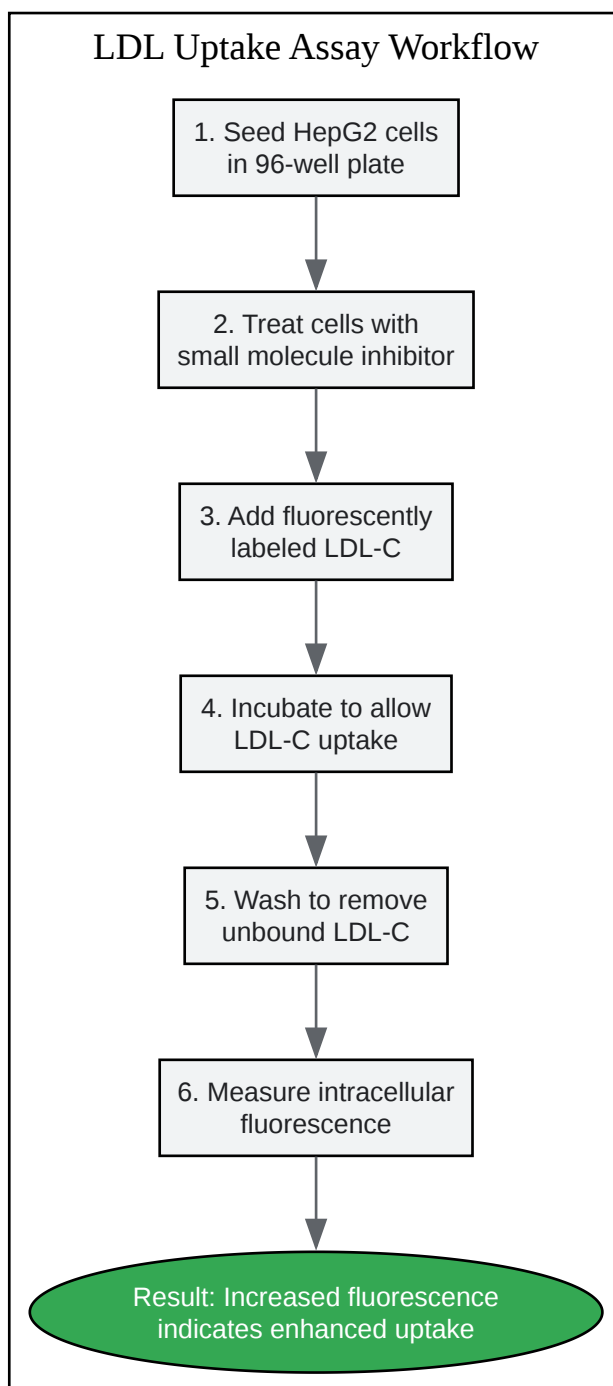 LDL Uptake Assay Workflow
1. Seed HepG2 cells
in 96-well plate
2. Treat cells with
small molecule inhibitor
3. Add fluorescently
labeled LDL-C
4. Incubate to allow
LDL-C uptake
5. Wash to remove
unbound LDL-C
6. Measure intracellular
fluorescence
Result: Increased fluorescence
indicates enhanced uptake